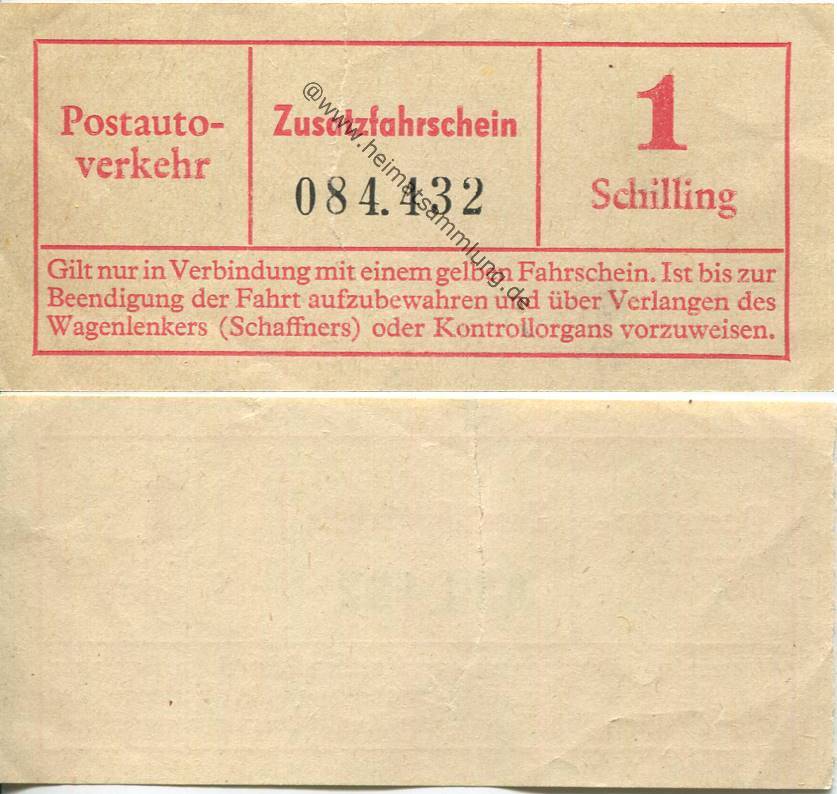 Postauto-
verkehr
Zusatzfahrschein
084.432
1
Schilling
Gilt nur in Verbindung mit einem gelben Fahrschein. Ist bis zur
Beendigung der Fahrt aufzubewahren und über Verlangen des
Wagenlenkers (Schaffners) oder Kontrollorgans vorzuweisen.
@www.heimatsammlung.de